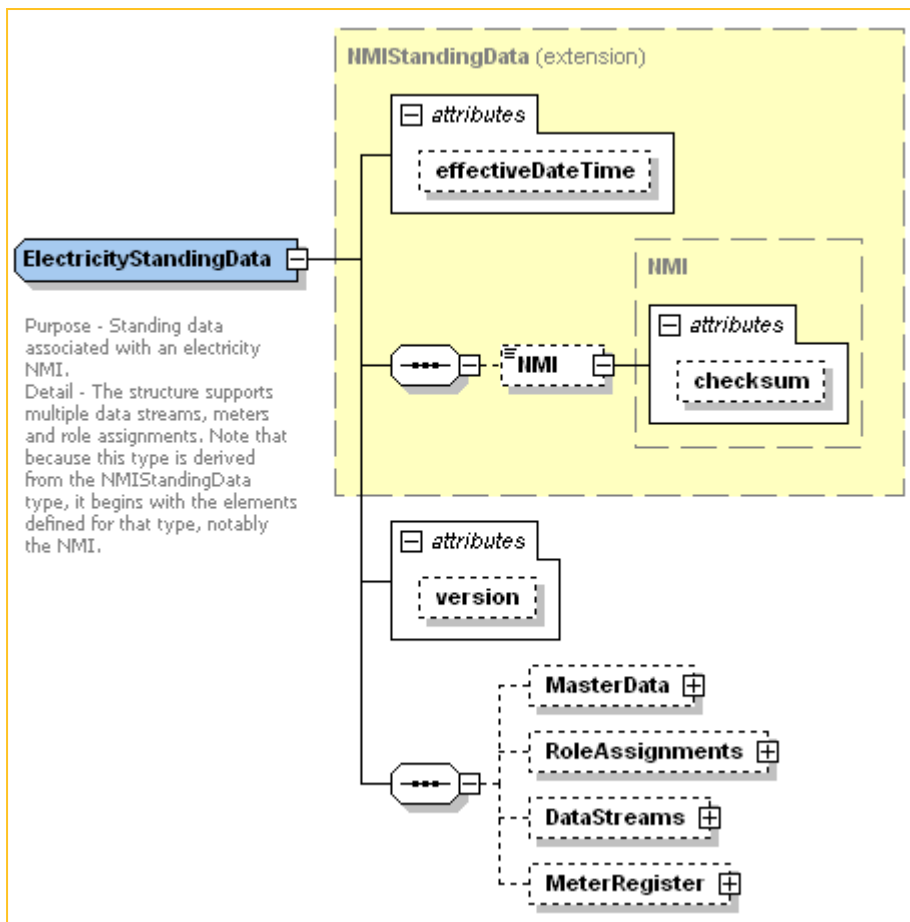 NMIStandingData (extension)
attributes
effectiveDateTime
ElectricityStandingData
Purpose - Standing data
associated with an electricity
NMI.
Detail - The structure supports
multiple data streams, meters
and role assignments. Note that
because this type is derived
from the NMIStandingData
type, it begins with the elements
defined for that type, notably
the NMI.
NMI
NMI
attributes
checksum
attributes
version
MasterData
RoleAssignments
DataStreams
MeterRegister